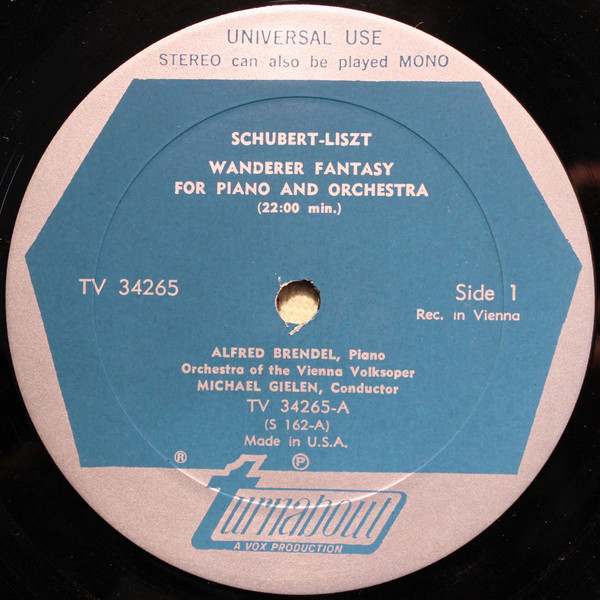 UNIVERSAL USE
STEREO can also be played MONO
SCHUBERT-LISZT
WANDERER FANTASY
FOR PIANO AND ORCHESTRA
(22:00 min.)
TV 34265
Side 1
Rec. in Vienna
ALFRED BRENDEL, Piano
Orchestra of the Vienna Volksoper
MICHAEL GIELEN, Conductor
TV 34265-A
(S 162-A)
Made in U.S.A.
® ℗
turnabout
A VOX PRODUCTION